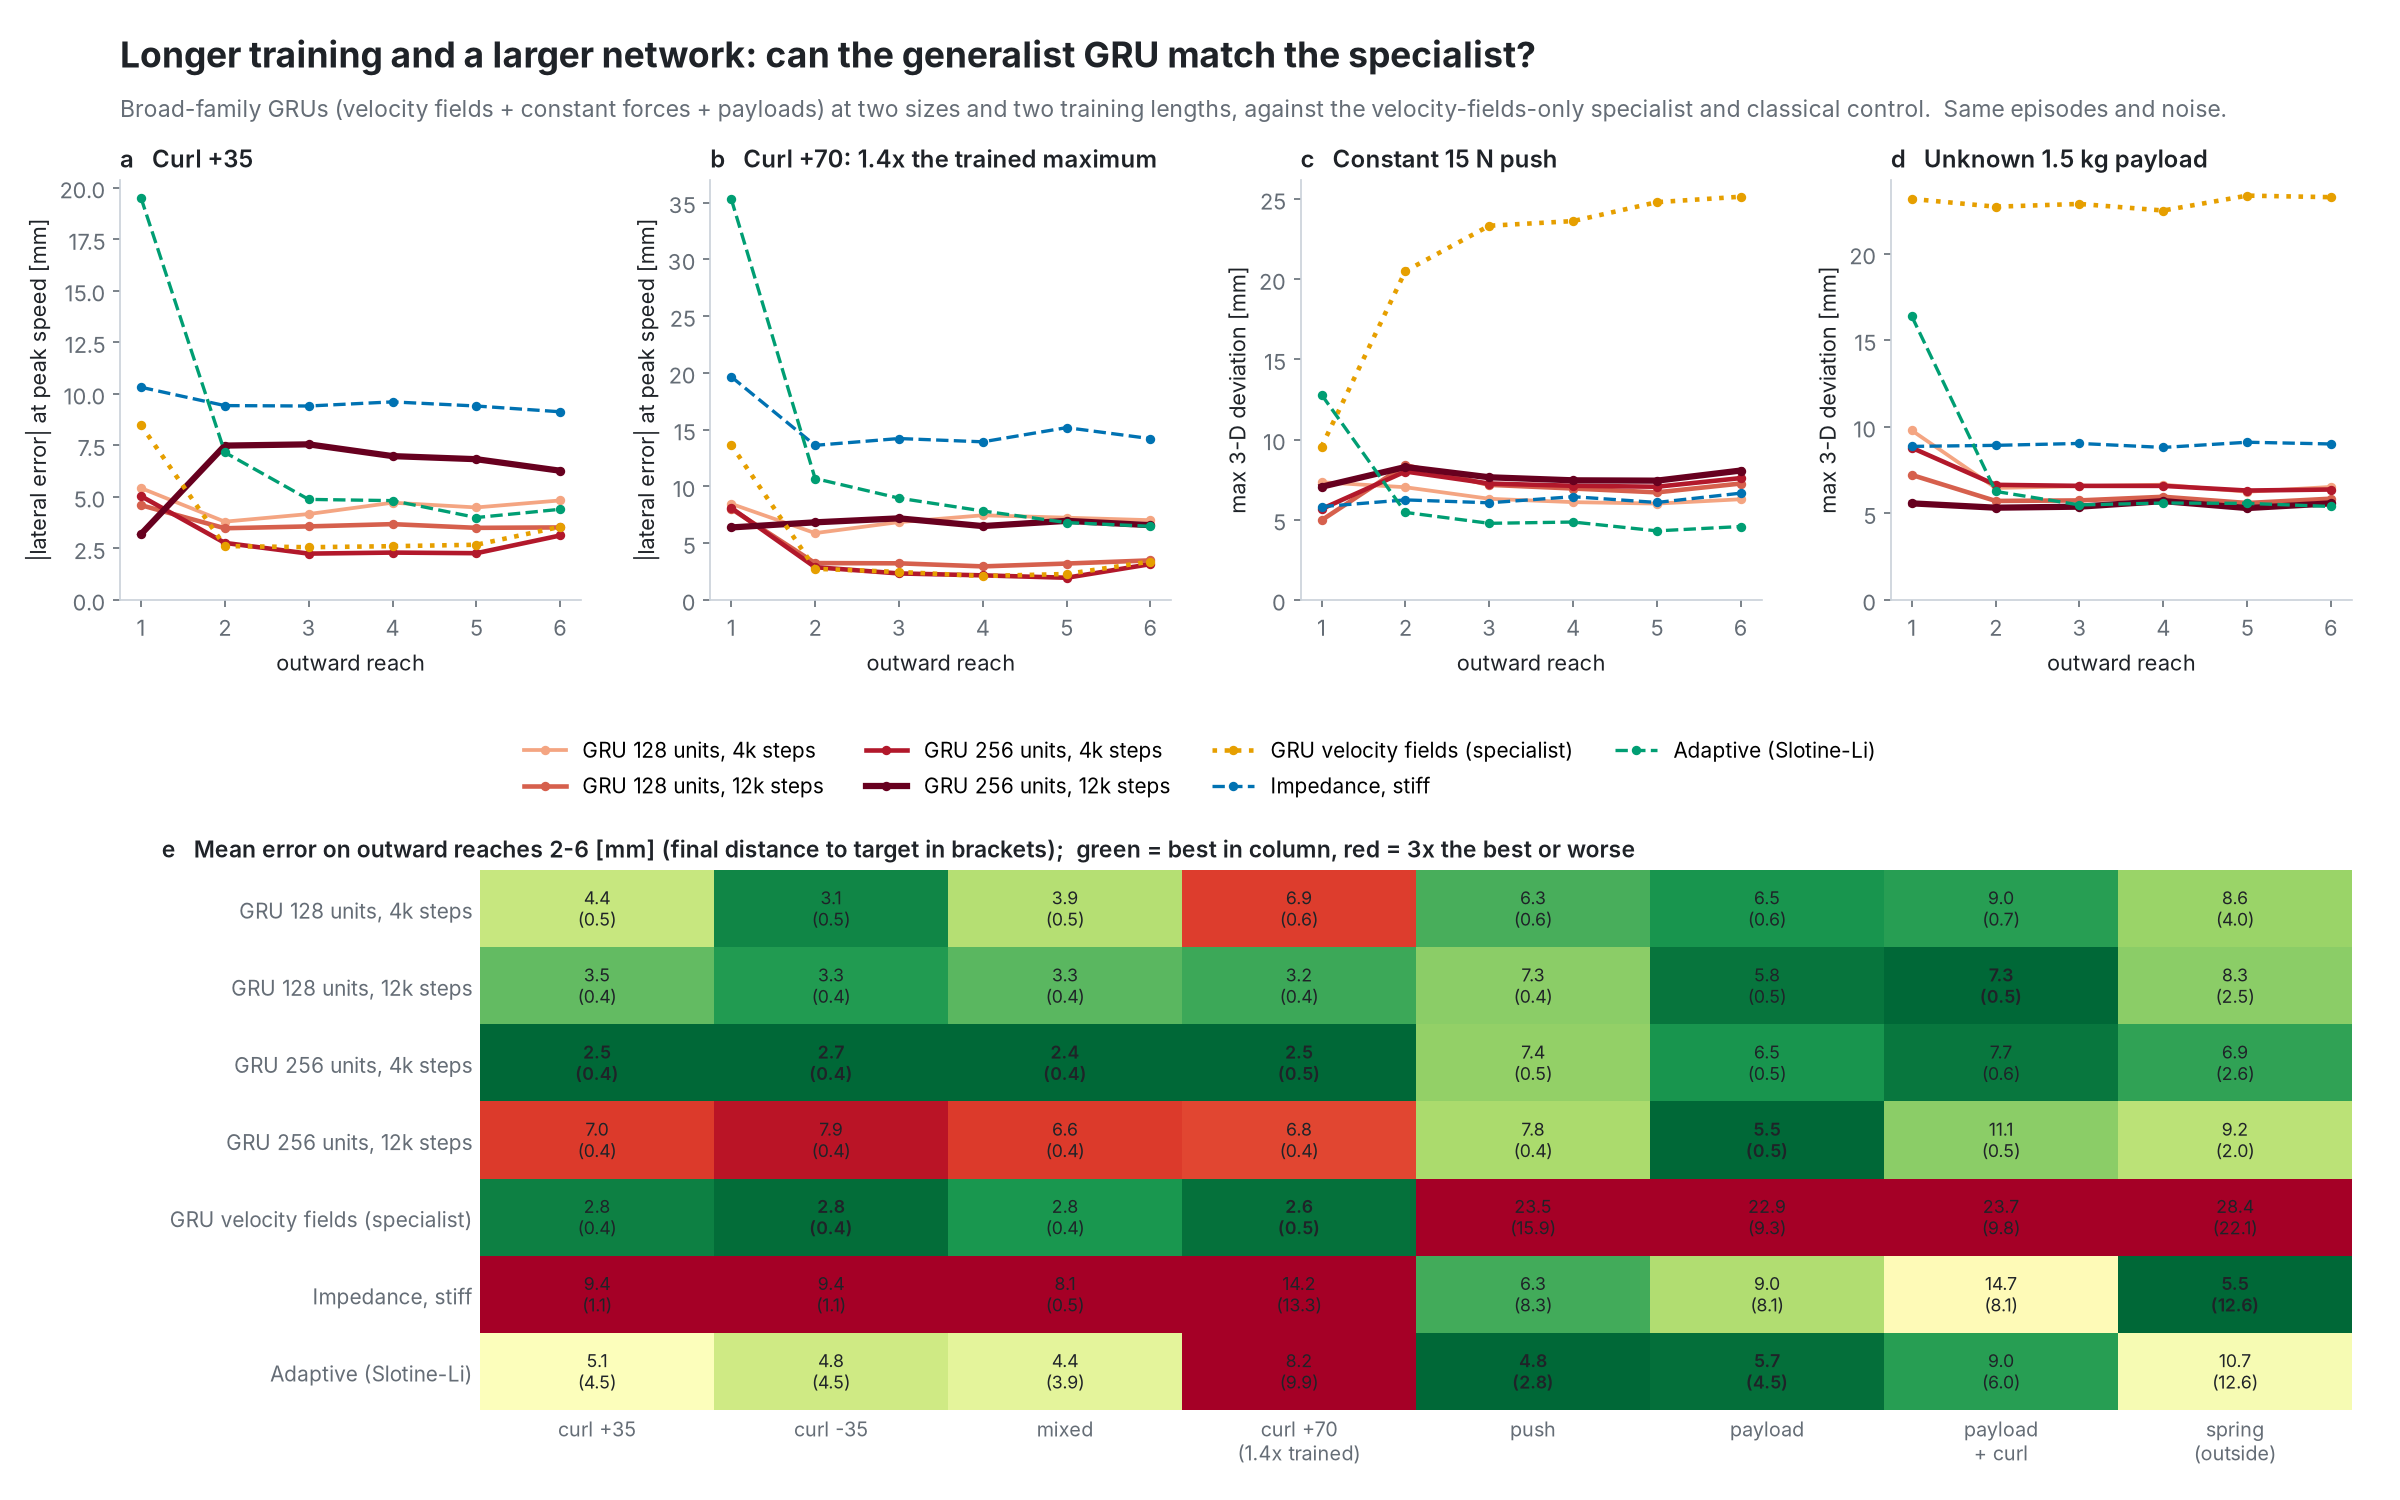 Longer training and a larger network: can the generalist GRU match the specialist?
Broad-family GRUs (velocity fields + constant forces + payloads) at two sizes and two training lengths, against the velocity-fields-only specialist and classical control. Same episodes and noise.
a Curl +35
|lateral error| at peak speed [mm]
20.0
17.5
15.0
12.5
10.0
7.5
5.0
2.5
0.0
1 2 3 4 5 6
outward reach
b Curl +70: 1.4x the trained maximum
|lateral error| at peak speed [mm]
35
30
25
20
15
10
5
0
1 2 3 4 5 6
outward reach
c Constant 15 N push
max 3-D deviation [mm]
25
20
15
10
5
0
1 2 3 4 5 6
outward reach
d Unknown 1.5 kg payload
max 3-D deviation [mm]
20
15
10
5
0
1 2 3 4 5 6
outward reach
GRU 128 units, 4k steps
GRU 128 units, 12k steps
GRU 256 units, 4k steps
GRU 256 units, 12k steps
GRU velocity fields (specialist)
Impedance, stiff
Adaptive (Slotine-Li)
e Mean error on outward reaches 2-6 [mm] (final distance to target in brackets); green = best in column, red = 3x the best or worse
GRU 128 units, 4k steps
4.4 3.1 3.9 6.9 6.3 6.5 9.0 8.6
(0.5) (0.5) (0.5) (0.6) (0.6) (0.6) (0.7) (4.0)
GRU 128 units, 12k steps
3.5 3.3 3.3 3.2 7.3 5.8 7.3 8.3
(0.4) (0.4) (0.4) (0.4) (0.4) (0.5) (0.5) (2.5)
GRU 256 units, 4k steps
2.5 2.7 2.4 2.5 7.4 6.5 7.7 6.9
(0.4) (0.4) (0.4) (0.5) (0.5) (0.5) (0.6) (2.6)
GRU 256 units, 12k steps
7.0 7.9 6.6 6.8 7.8 5.5 11.1 9.2
(0.4) (0.4) (0.4) (0.4) (0.4) (0.5) (0.5) (2.0)
GRU velocity fields (specialist)
2.8 2.8 2.8 2.6 23.5 22.9 23.7 28.4
(0.4) (0.4) (0.4) (0.5) (15.9) (9.3) (9.8) (22.1)
Impedance, stiff
9.4 9.4 8.1 14.2 6.3 9.0 14.7 5.5
(1.1) (1.1) (0.5) (13.3) (8.3) (8.1) (8.1) (12.6)
Adaptive (Slotine-Li)
5.1 4.8 4.4 8.2 4.8 5.7 9.0 10.7
(4.5) (4.5) (3.9) (9.9) (2.8) (4.5) (6.0) (12.6)
curl +35 curl -35 mixed curl +70 push payload payload spring
(1.4x trained) + curl (outside)